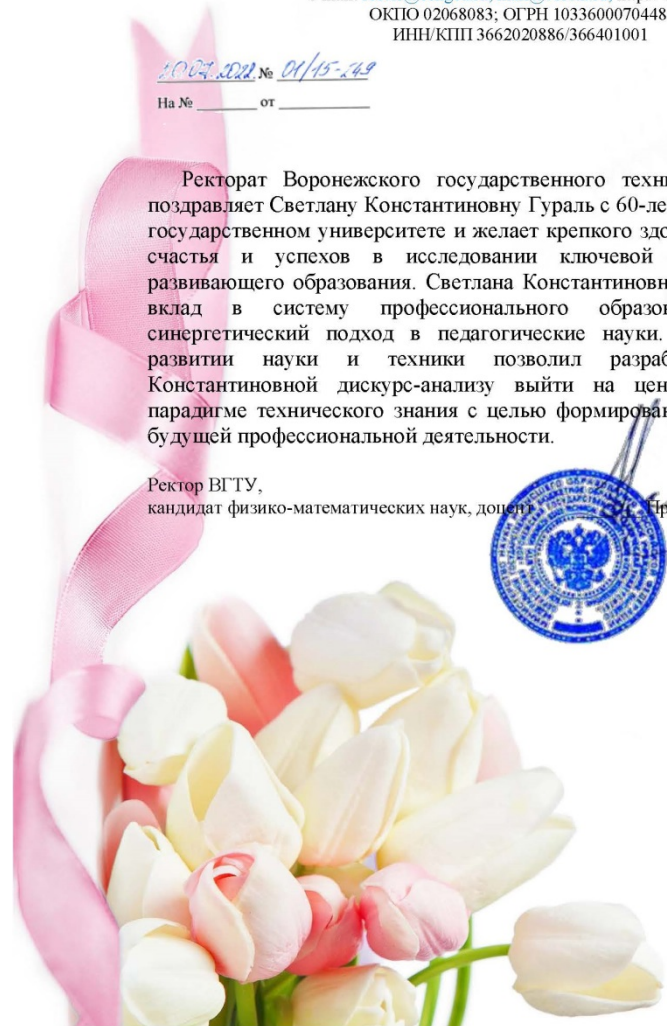 ОКПО 02068083; ОГРН 1033600070448
ИНН/КПП 3662020886/366401001
20.07.2022 № 01/15-249
На № от
Ректорат Воронежского государственного техни
поздравляет Светлану Константиновну Гураль с 60-ле
государственном университете и желает крепкого здо
счастья и успехов в исследовании ключевой
развивающего образования. Светлана Константиновн
вклад в систему профессионального образов
синергетический подход в педагогические науки.
развитии науки и техники позволил разраб
Константиновной дискурс-анализу выйти на цен
парадигме технического знания с целью формирован
будущей профессиональной деятельности.
Ректор ВГТУ,
кандидат физико-математических наук, доцент